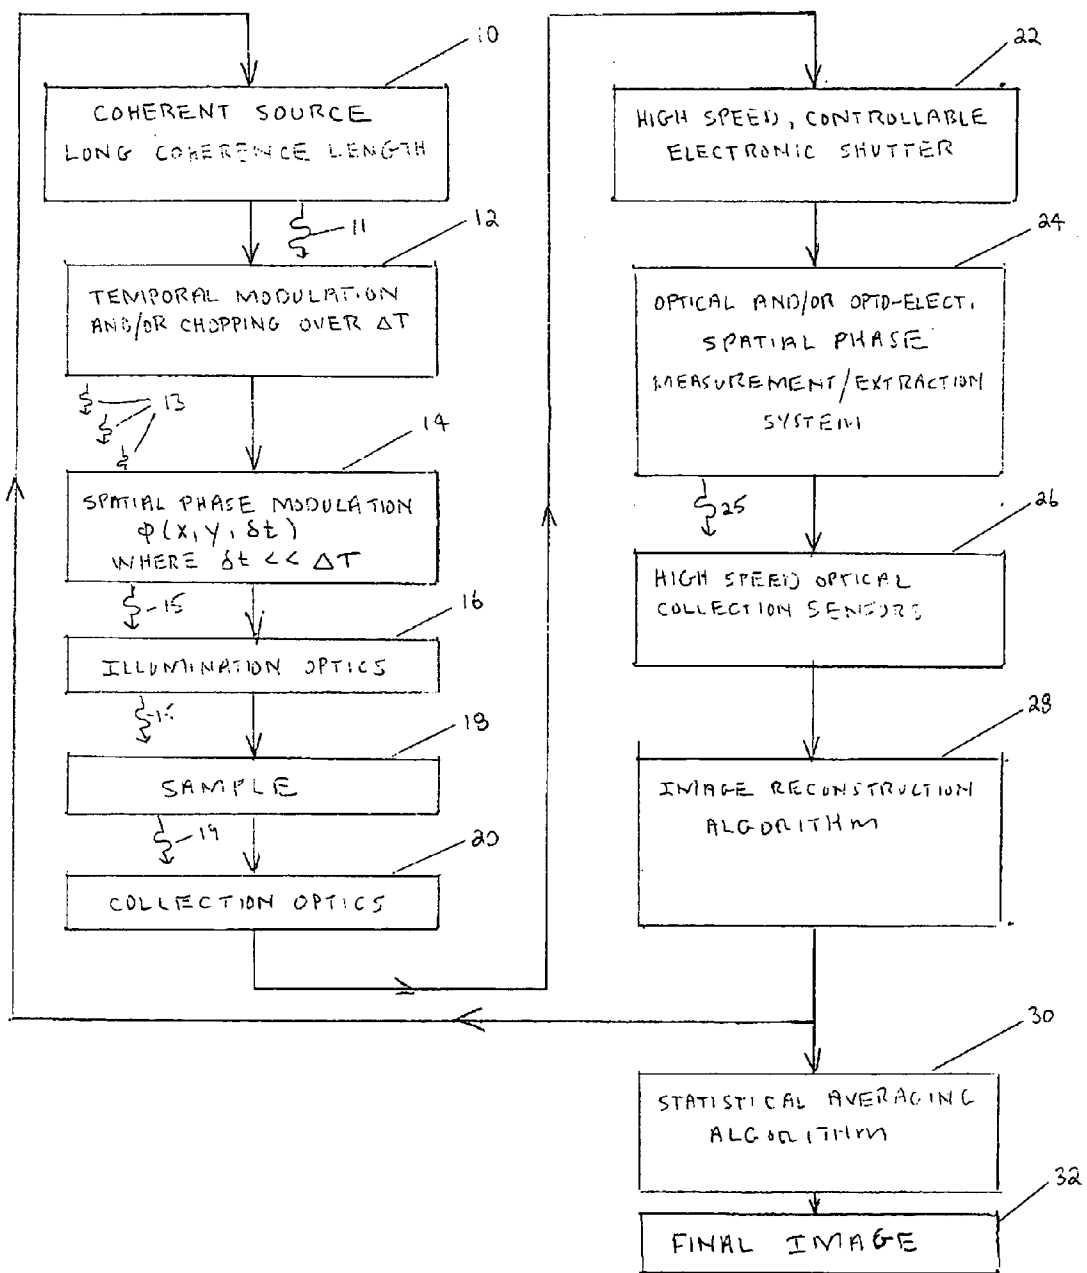 10
COHERENT SOURCE
LONG COHERENCE LENGTH
11
12
TEMPORAL MODULATION
AND/OR CHOPPING OVER ΔT
13
14
SPATIAL PHASE MODULATION
Φ(X, Y, δt)
WHERE δt << ΔT
15
16
ILLUMINATION OPTICS
18
SAMPLE
19
20
COLLECTION OPTICS
22
HIGH SPEED, CONTROLLABLE
ELECTRONIC SHUTTER
24
OPTICAL AND/OR OPTO-ELECT.
SPATIAL PHASE
MEASUREMENT/EXTRACTION
SYSTEM
25
26
HIGH SPEED OPTICAL
COLLECTION SENSORS
28
IMAGE RECONSTRUCTION
ALGORITHM
30
STATISTICAL AVERAGING
ALGORITHM
32
FINAL IMAGE